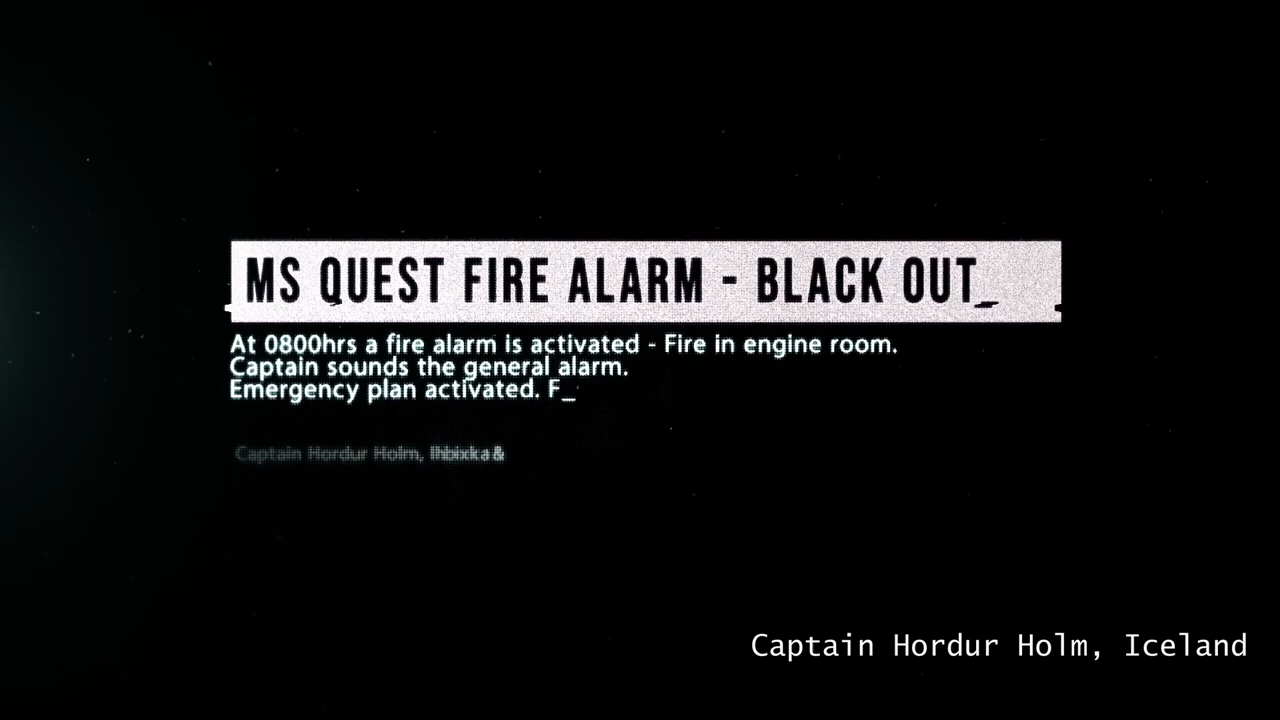 MS QUEST FIRE ALARM - BLACK OUT_
At 0800hrs a fire alarm is activated - Fire in engine room.
Captain sounds the general alarm.
Emergency plan activated. F_
Captain Hordur Holm,
Captain Hordur Holm, Iceland